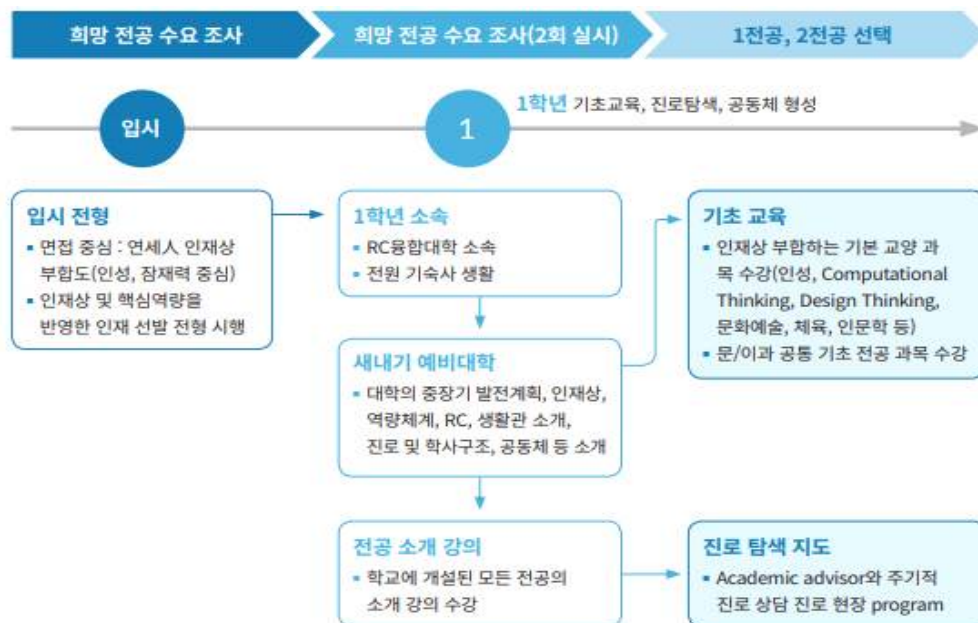 희망 전공 수요 조사
희망 전공 수요 조사(2회 실시)
1전공, 2전공 선택
1학년 기초교육, 진로탐색, 공동체 형성
입시
1
입시 전형
▪ 면접 중심 : 연세人 인재상
부합도(인성, 잠재력 중심)
▪ 인재상 및 핵심역량을
반영한 인재 선발 전형 시행
1학년 소속
▪ RC융합대학 소속
▪ 전원 기숙사 생활
새내기 예비대학
▪ 대학의 중장기 발전계획, 인재상,
역량체계, RC, 생활관 소개,
진로 및 학사구조, 공동체 등 소개
전공 소개 강의
▪ 학교에 개설된 모든 전공의
소개 강의 수강
기초 교육
▪ 인재상 부합하는 기본 교양 과
목 수강(인성, Computational
Thinking, Design Thinking,
문화예술, 체육, 인문학 등)
▪ 문/이과 공통 기초 전공 과목 수강
진로 탐색 지도
▪ Academic advisor와 주기적
진로 상담 진로 현장 program